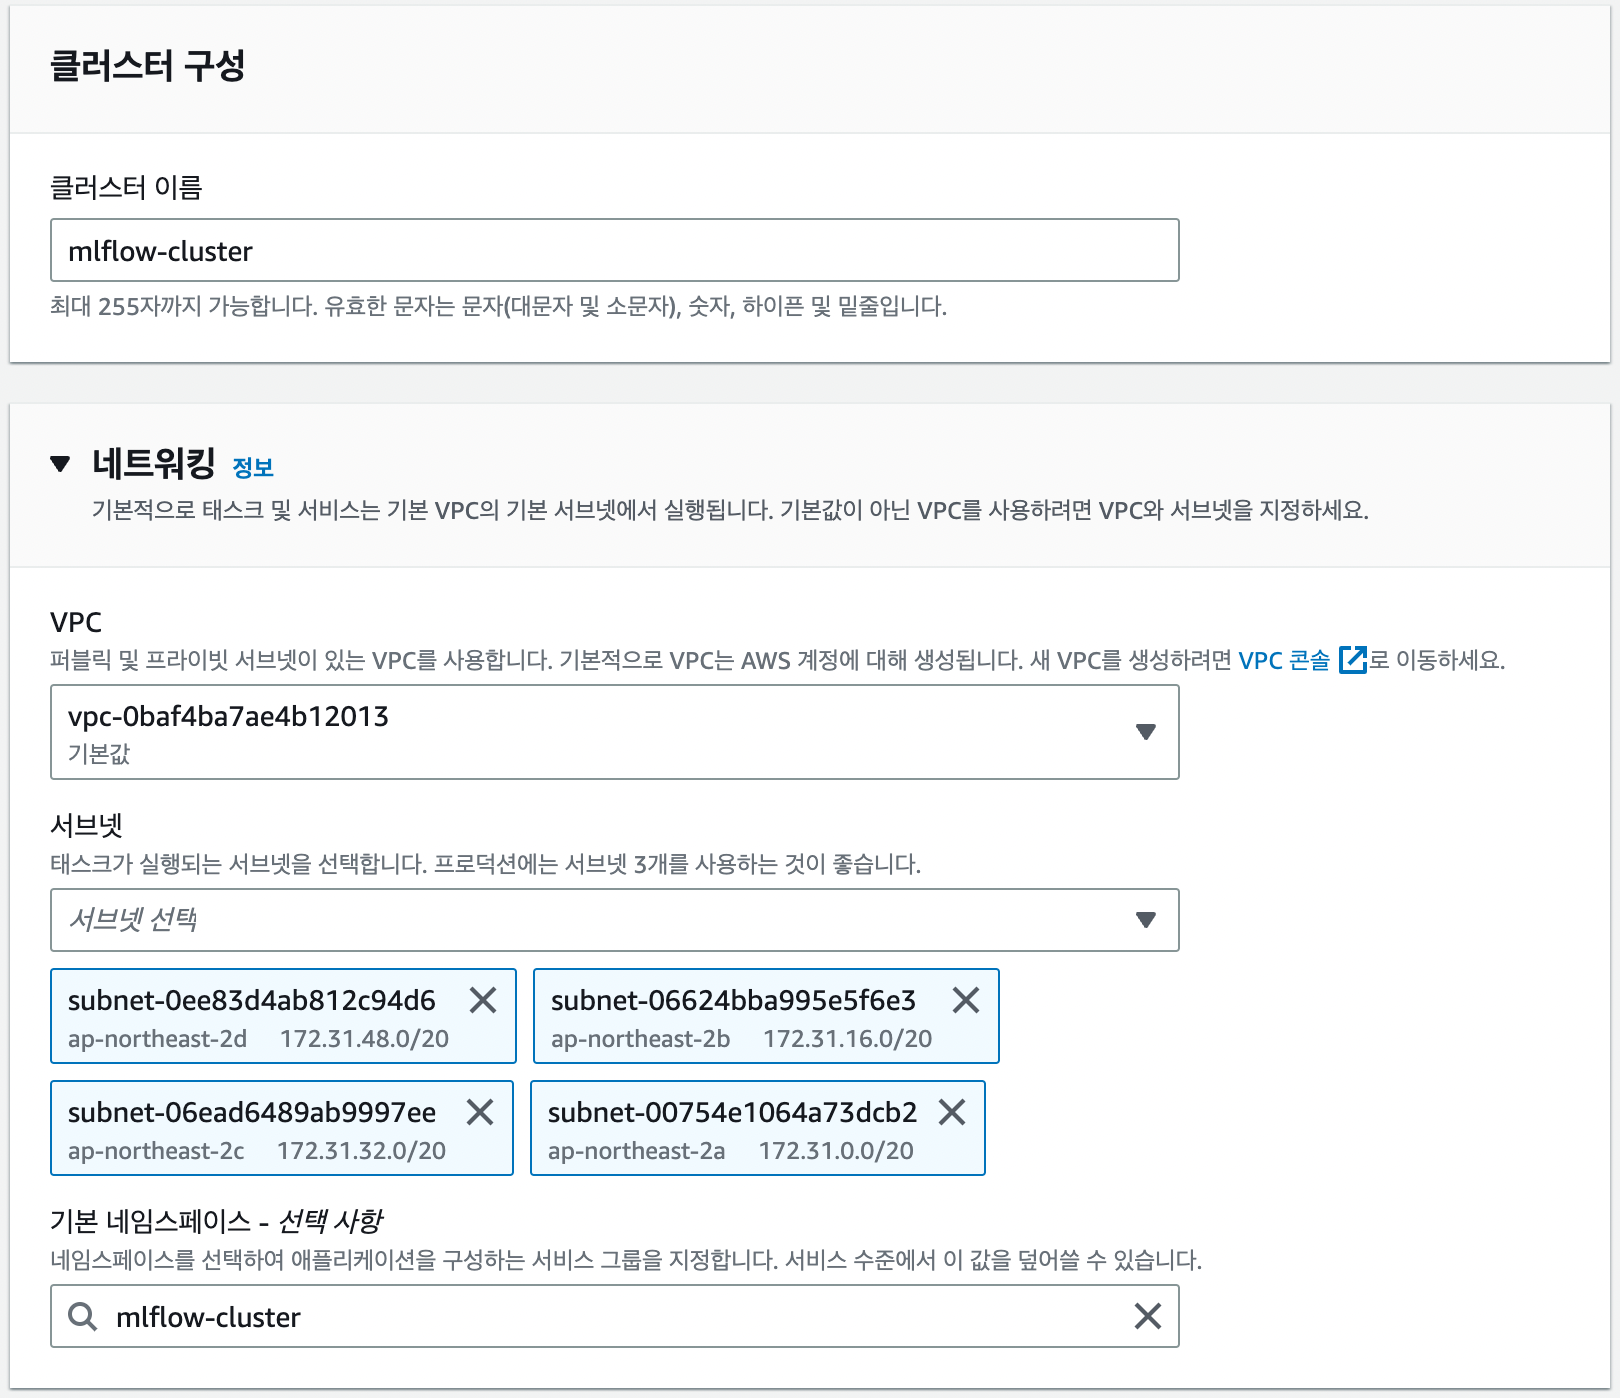 클러스터 구성
클러스터 이름
mlflow-cluster
최대 255자까지 가능합니다. 유효한 문자는 문자(대문자 및 소문자), 숫자, 하이픈 및 밑줄입니다.
네트워킹 정보
기본적으로 태스크 및 서비스는 기본 VPC의 기본 서브넷에서 실행됩니다. 기본값이 아닌 VPC를 사용하려면 VPC와 서브넷을 지정하세요.
VPC
퍼블릭 및 프라이빗 서브넷이 있는 VPC를 사용합니다. 기본적으로 VPC는 AWS 계정에 대해 생성됩니다. 새 VPC를 생성하려면 VPC 콘솔 로 이동하세요.
vpc-0baf4ba7ae4b12013
기본값
서브넷
태스크가 실행되는 서브넷을 선택합니다. 프로덕션에는 서브넷 3개를 사용하는 것이 좋습니다.
서브넷 선택
subnet-0ee83d4ab812c94d6 subnet-06624bba995e5f6e3
ap-northeast-2d 172.31.48.0/20 ap-northeast-2b 172.31.16.0/20
subnet-06ead6489ab9997ee subnet-00754e1064a73dcb2
ap-northeast-2c 172.31.32.0/20 ap-northeast-2a 172.31.0.0/20
기본 네임스페이스 - 선택 사항
네임스페이스를 선택하여 애플리케이션을 구성하는 서비스 그룹을 지정합니다. 서비스 수준에서 이 값을 덮어쓸 수 있습니다.
mlflow-cluster